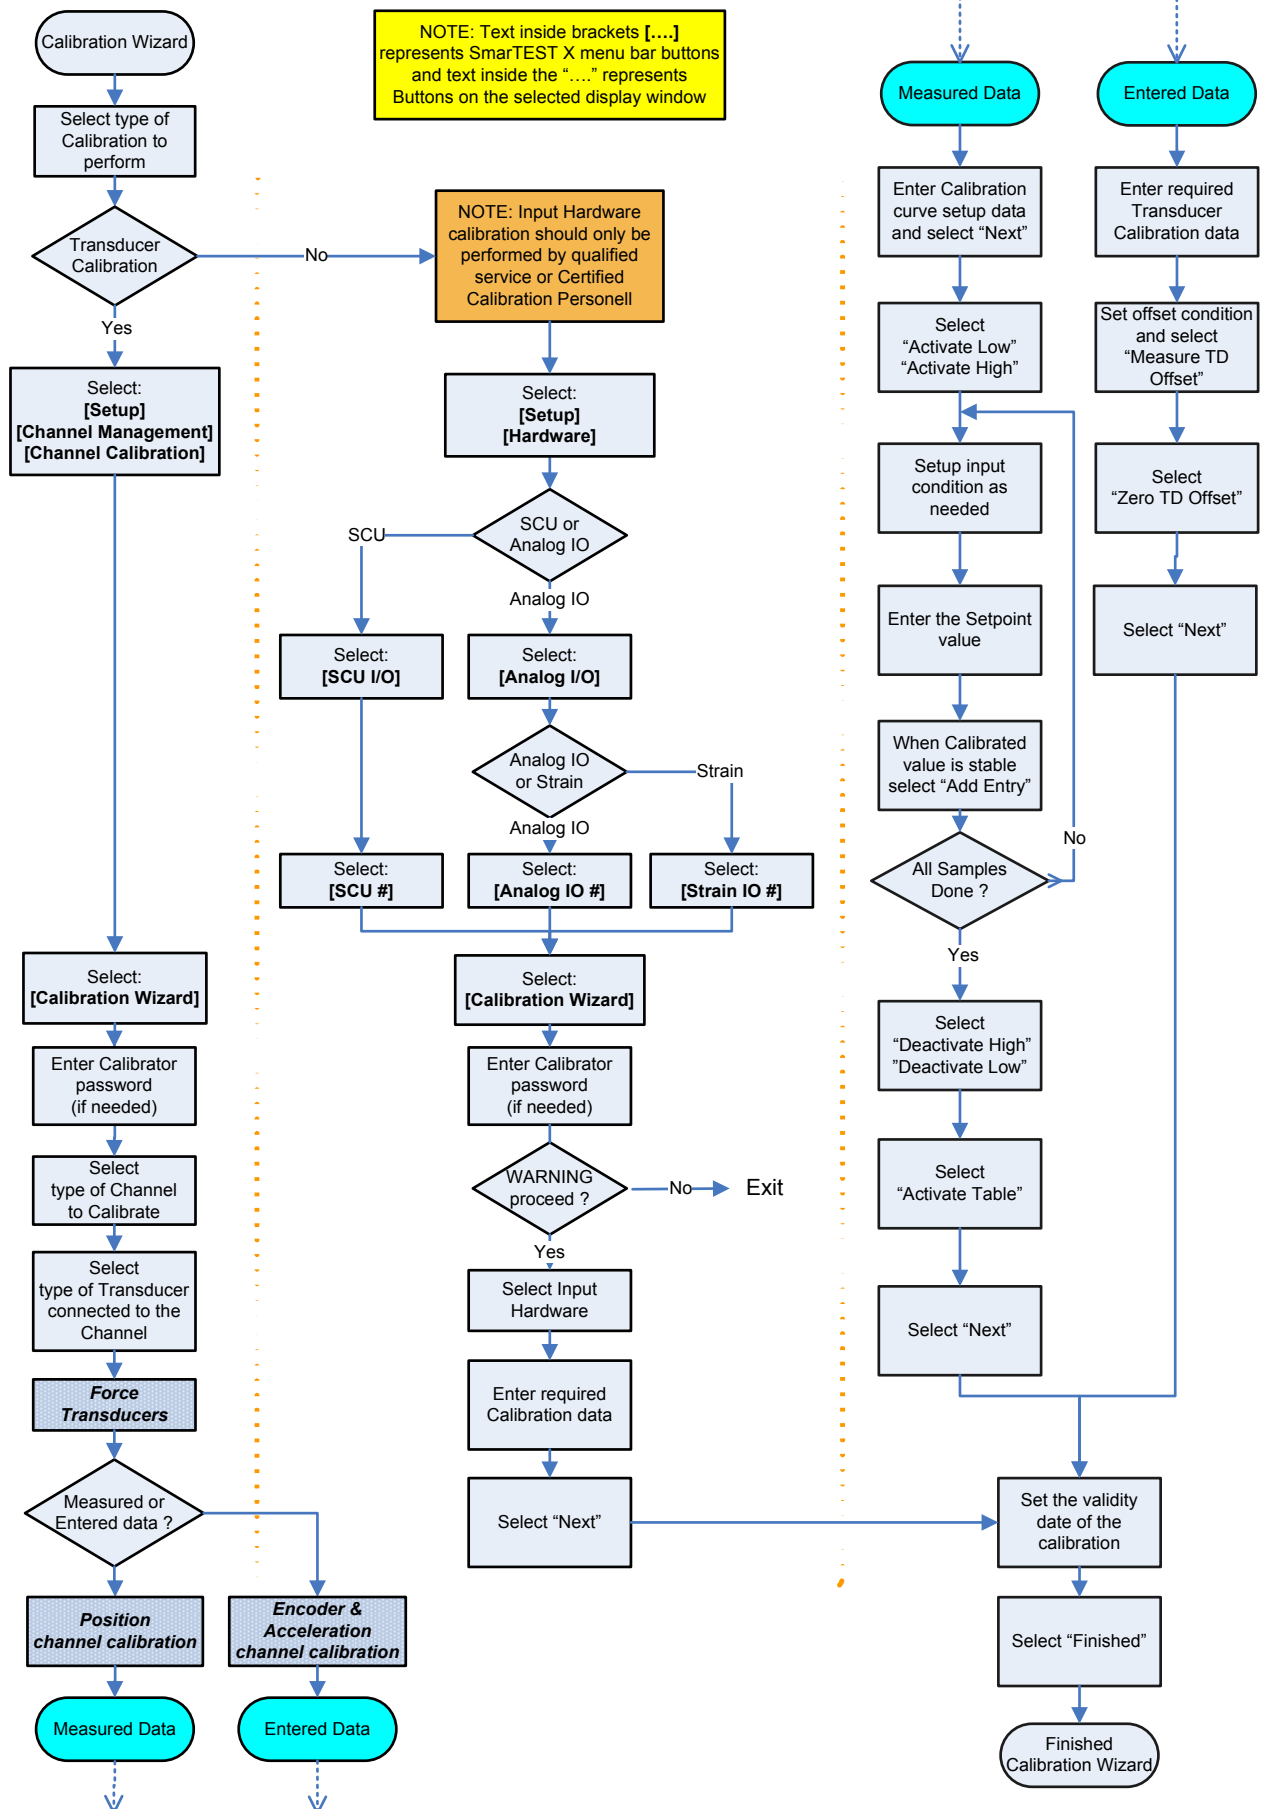 Calibration Wizard
Select type of
Calibration to
perform
Transducer
Calibration
Yes
Select:
[Setup]
[Channel Management]
[Channel Calibration]
Select:
[Calibration Wizard]
Enter Calibrator
password
(if needed)
Select
type of Channel
to Calibrate
Select
type of Transducer
connected to the
Channel
Force
Transducers
Measured or
Entered data ?
Position
channel calibration
Encoder &
Acceleration
channel calibration
Measured Data
Entered Data
NOTE: Text inside brackets [....]
represents SmarTEST X menu bar buttons
and text inside the “....” represents
Buttons on the selected display window
No
NOTE: Input Hardware
calibration should only be
performed by qualified
service or Certified
Calibration Personell
Select:
[Setup]
[Hardware]
SCU or
Analog IO
SCU
Analog IO
Select:
[SCU I/O]
Select:
[Analog I/O]
Analog IO
or Strain
Strain
Analog IO
Select:
[SCU #]
Select:
[Analog IO #]
Select:
[Strain IO #]
Select:
[Calibration Wizard]
Enter Calibrator
password
(if needed)
WARNING
proceed ?
No
Exit
Yes
Select Input
Hardware
Enter required
Calibration data
Select “Next”
Measured Data
Enter Calibration
curve setup data
and select “Next”
Select
“Activate Low”
“Activate High”
Setup input
condition as
needed
Enter the Setpoint
value
When Calibrated
value is stable
select “Add Entry”
No
All Samples
Done ?
Yes
Select
“Deactivate High”
”Deactivate Low”
Select
“Activate Table”
Select “Next”
Entered Data
Enter required
Transducer
Calibration data
Set offset condition
and select
“Measure TD
Offset”
Select
“Zero TD Offset”
Select “Next”
Set the validity
date of the
calibration
Select “Finished”
Finished
Calibration Wizard